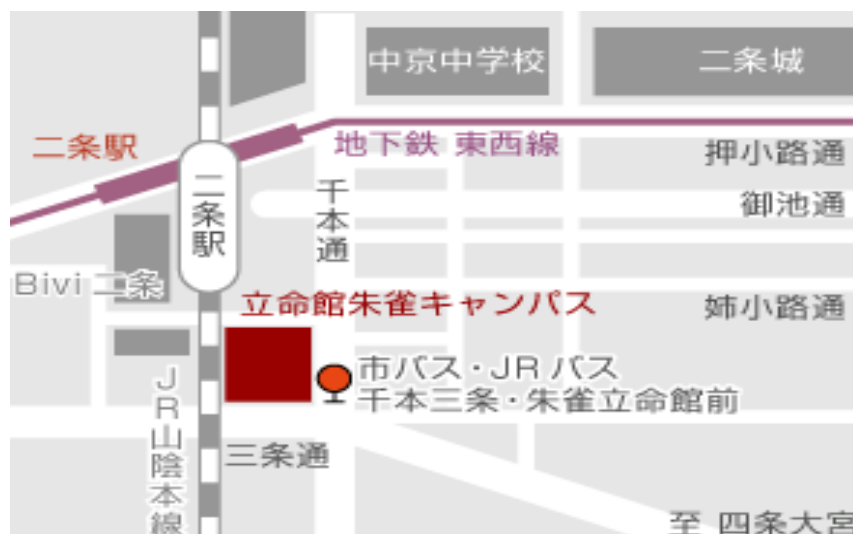 中京中学校
二条城
二条駅
地下鉄 東西線
押小路通
二条駅
千本通
御池通
Bivi 二条
立命館朱雀キャンパス
姉小路通
市バス・JR バス
千本三条・朱雀立命館前
JR山陰本線
三条通
至 四条大宮